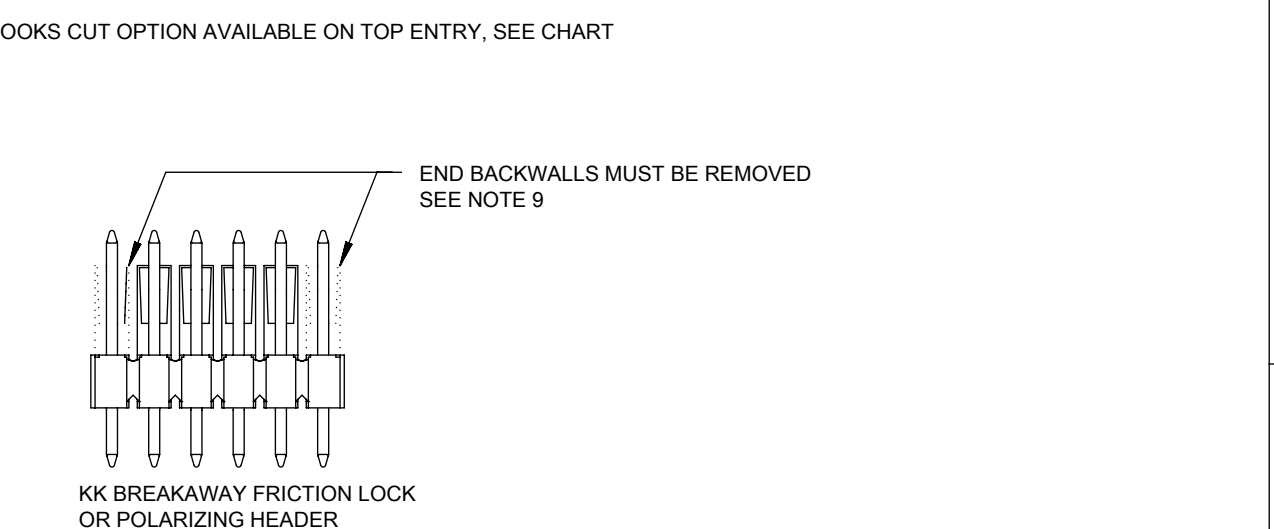 OOKS CUT OPTION AVAILABLE ON TOP ENTRY, SEE CHART
END BACKWALLS MUST BE REMOVED
SEE NOTE 9
KK BREAKAWAY FRICTION LOCK
OR POLARIZING HEADER